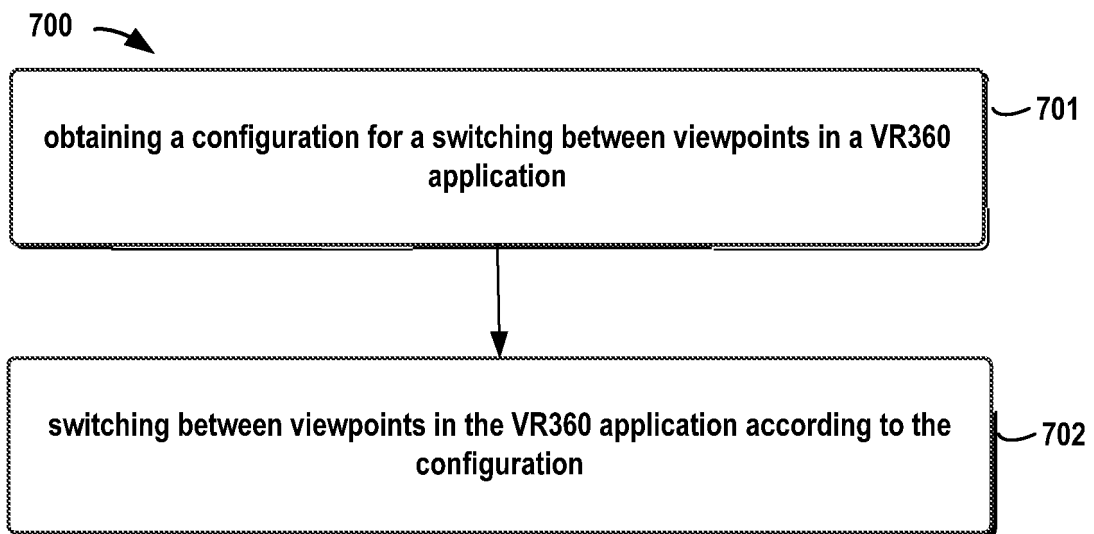 700
obtaining a configuration for a switching between viewpoints in a VR360
application
701
switching between viewpoints in the VR360 application according to the
configuration
702